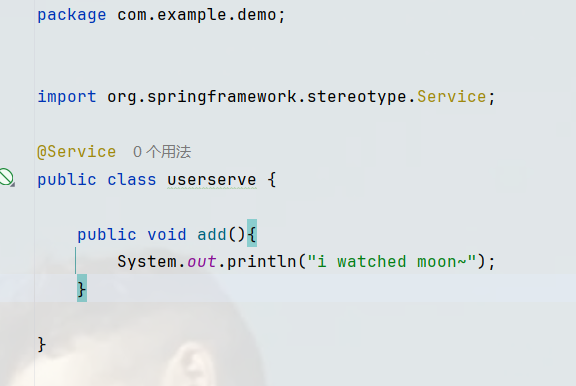 package com.example.demo;
import org.springframework.stereotype.Service;
@Service 0 个用法
public class userserve {
public void add(){
System.out.println("i watched moon~");
}
}